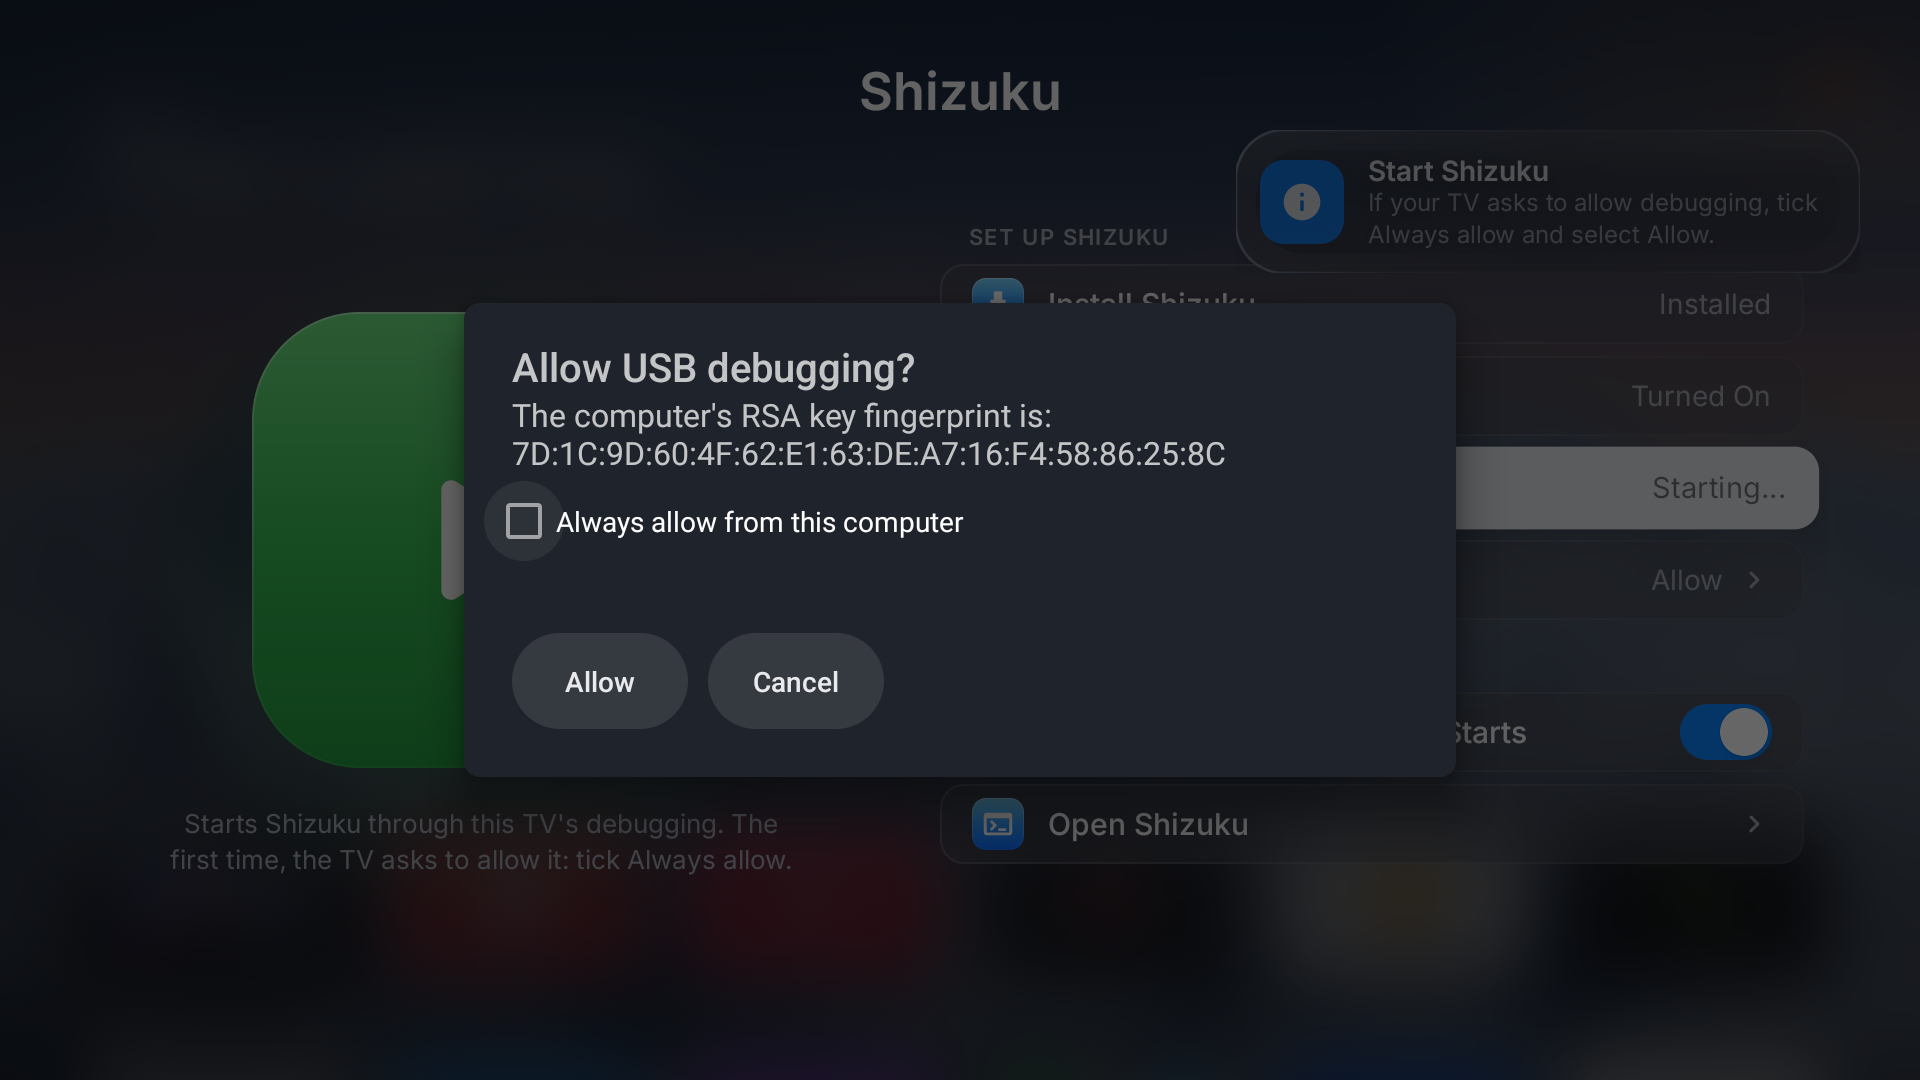 Shizuku
Start Shizuku
If your TV asks to allow debugging, tick
Always allow and select Allow.
SET UP SHIZUKU
Install Shizuku
Installed
Allow USB debugging?
The computer's RSA key fingerprint is:
7D:1C:9D:60:4F:62:E1:63:DE:A7:16:F4:58:86:25:8C
Turned On
Starting...
Always allow from this computer
Allow
Allow
Cancel
Starts
Open Shizuku
Starts Shizuku through this TV's debugging. The
first time, the TV asks to allow it: tick Always allow.